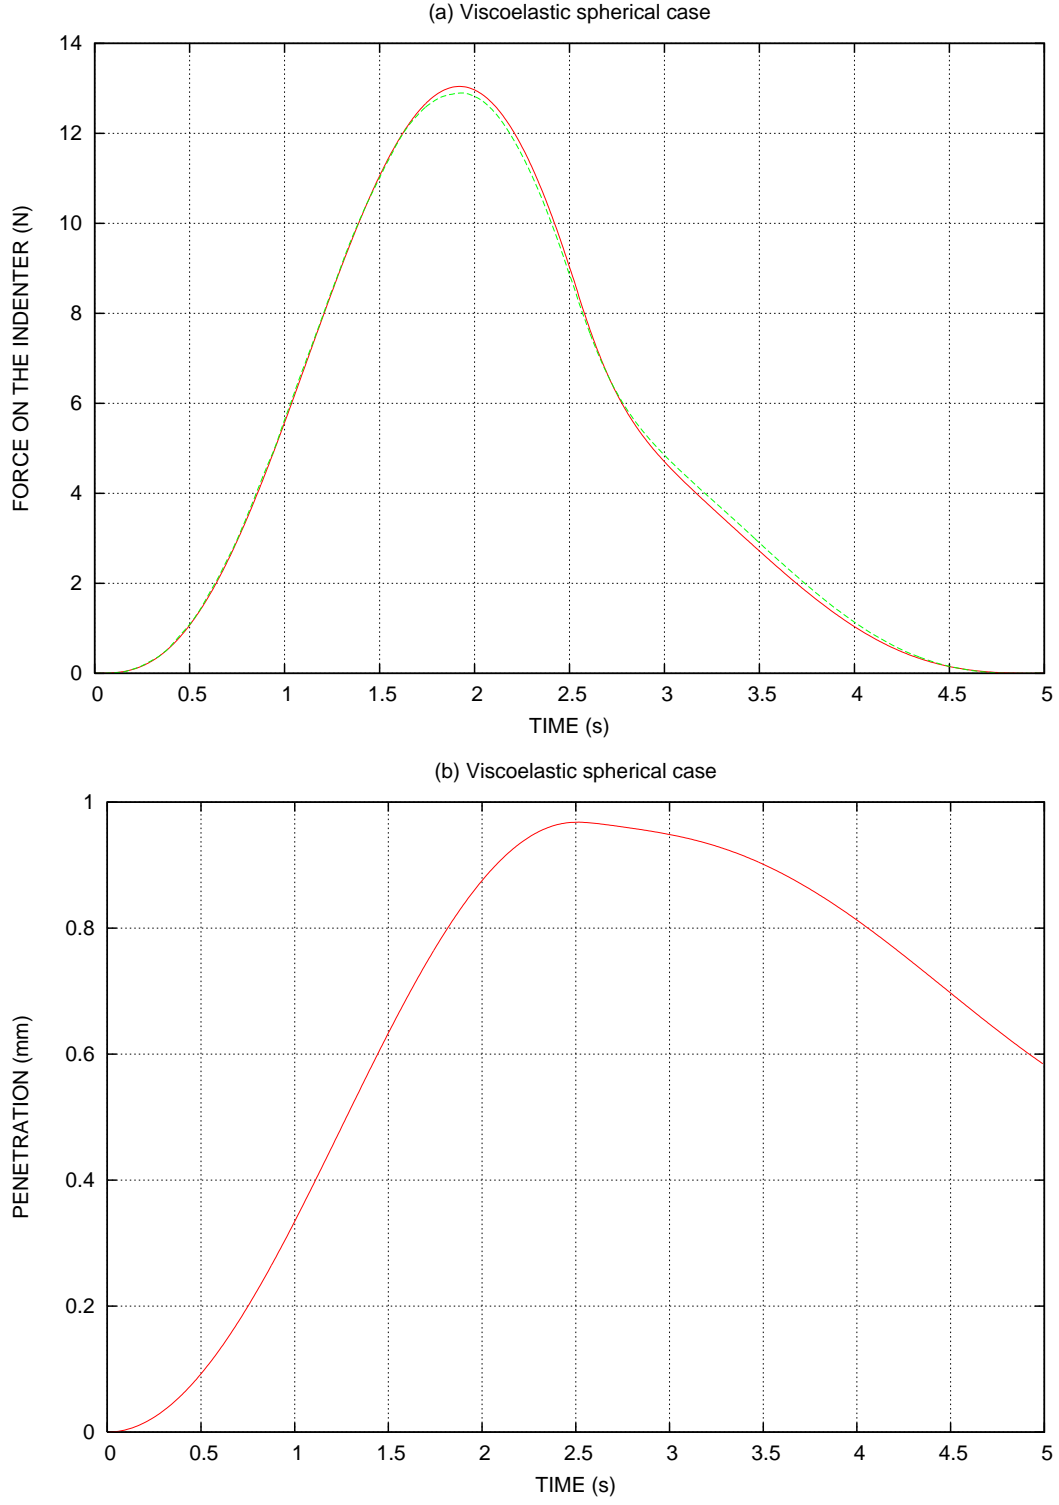 (a) Viscoelastic spherical case
14
12
10
8
6
4
2
0
FORCE ON THE INDENTER (N)
0 0.5 1 1.5 2 2.5 3 3.5 4 4.5 5
TIME (s)
(b) Viscoelastic spherical case
1
0.8
0.6
0.4
0.2
0
PENETRATION (mm)
0 0.5 1 1.5 2 2.5 3 3.5 4 4.5 5
TIME (s)